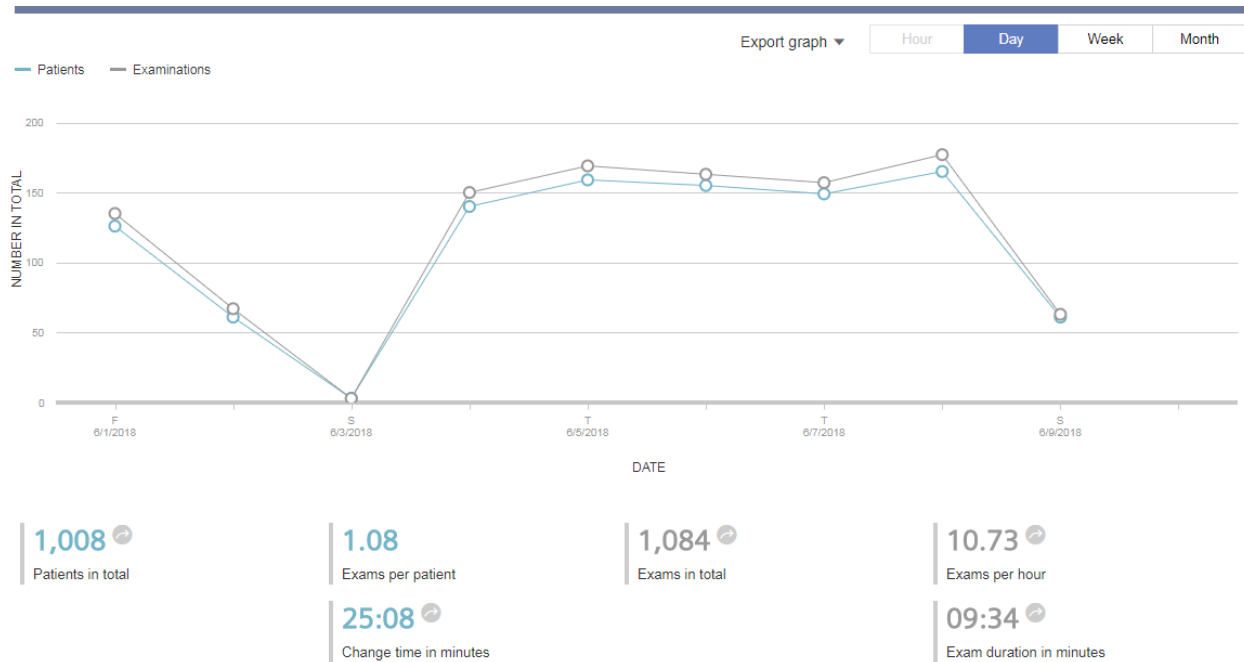 Export graph
Hour Day Week Month
Patients Examinations
200
150
100
50
0
NUMBER IN TOTAL
F S T T S
6/1/2018 6/3/2018 6/5/2018 6/7/2018 6/9/2018
DATE
1,008 1.08 1,084 10.73
Patients in total Exams per patient Exams in total Exams per hour
25:08 09:34
Change time in minutes Exam duration in minutes